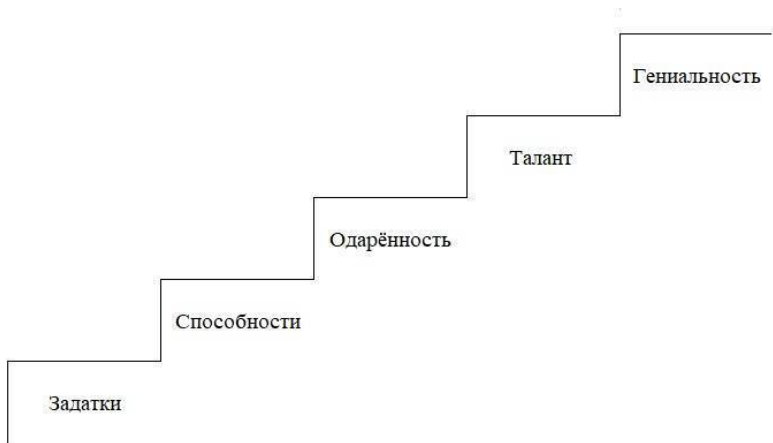 Гениальность
Талант
Одарённость
Способности
Задатки